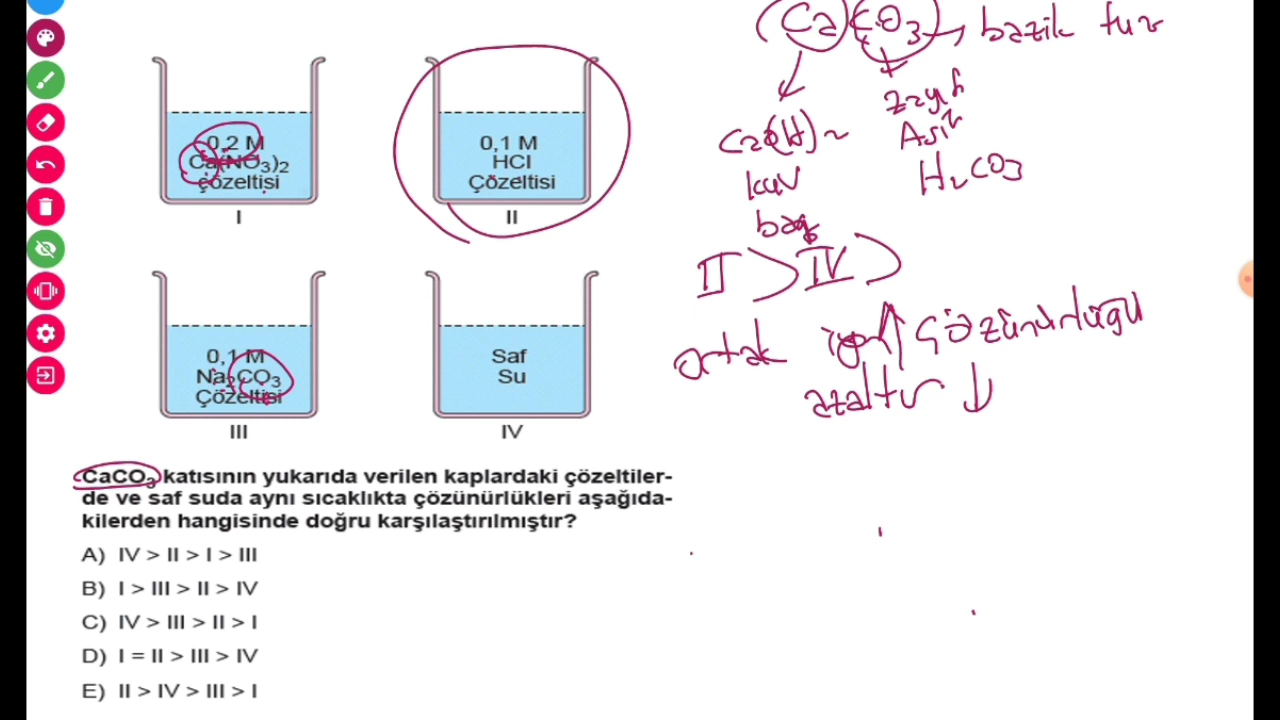 0,2 M
Ca(NO₃)₂
çözeltisi
I
0,1 M
HCl
Çözeltisi
II
0,1 M
Na₂CO₃
Çözeltisi
III
Saf
Su
IV
CaCO₃ katısının yukarıda verilen kaplardaki çözeltiler-
de ve saf suda aynı sıcaklıkta çözünürlükleri aşağıda-
kilerden hangisinde doğru karşılaştırılmıştır?
A) IV > II > I > III
B) I > III > II > IV
C) IV > III > II > I
D) I = II > III > IV
E) II > IV > III > I
CaCO₃ → bazik tuz
Ca(OH)₂
kuv
baz
zayıf
Asit
H₂CO₃
II > IV >
ortak iyon ↑ çözünürlüğü
azaltır ↓